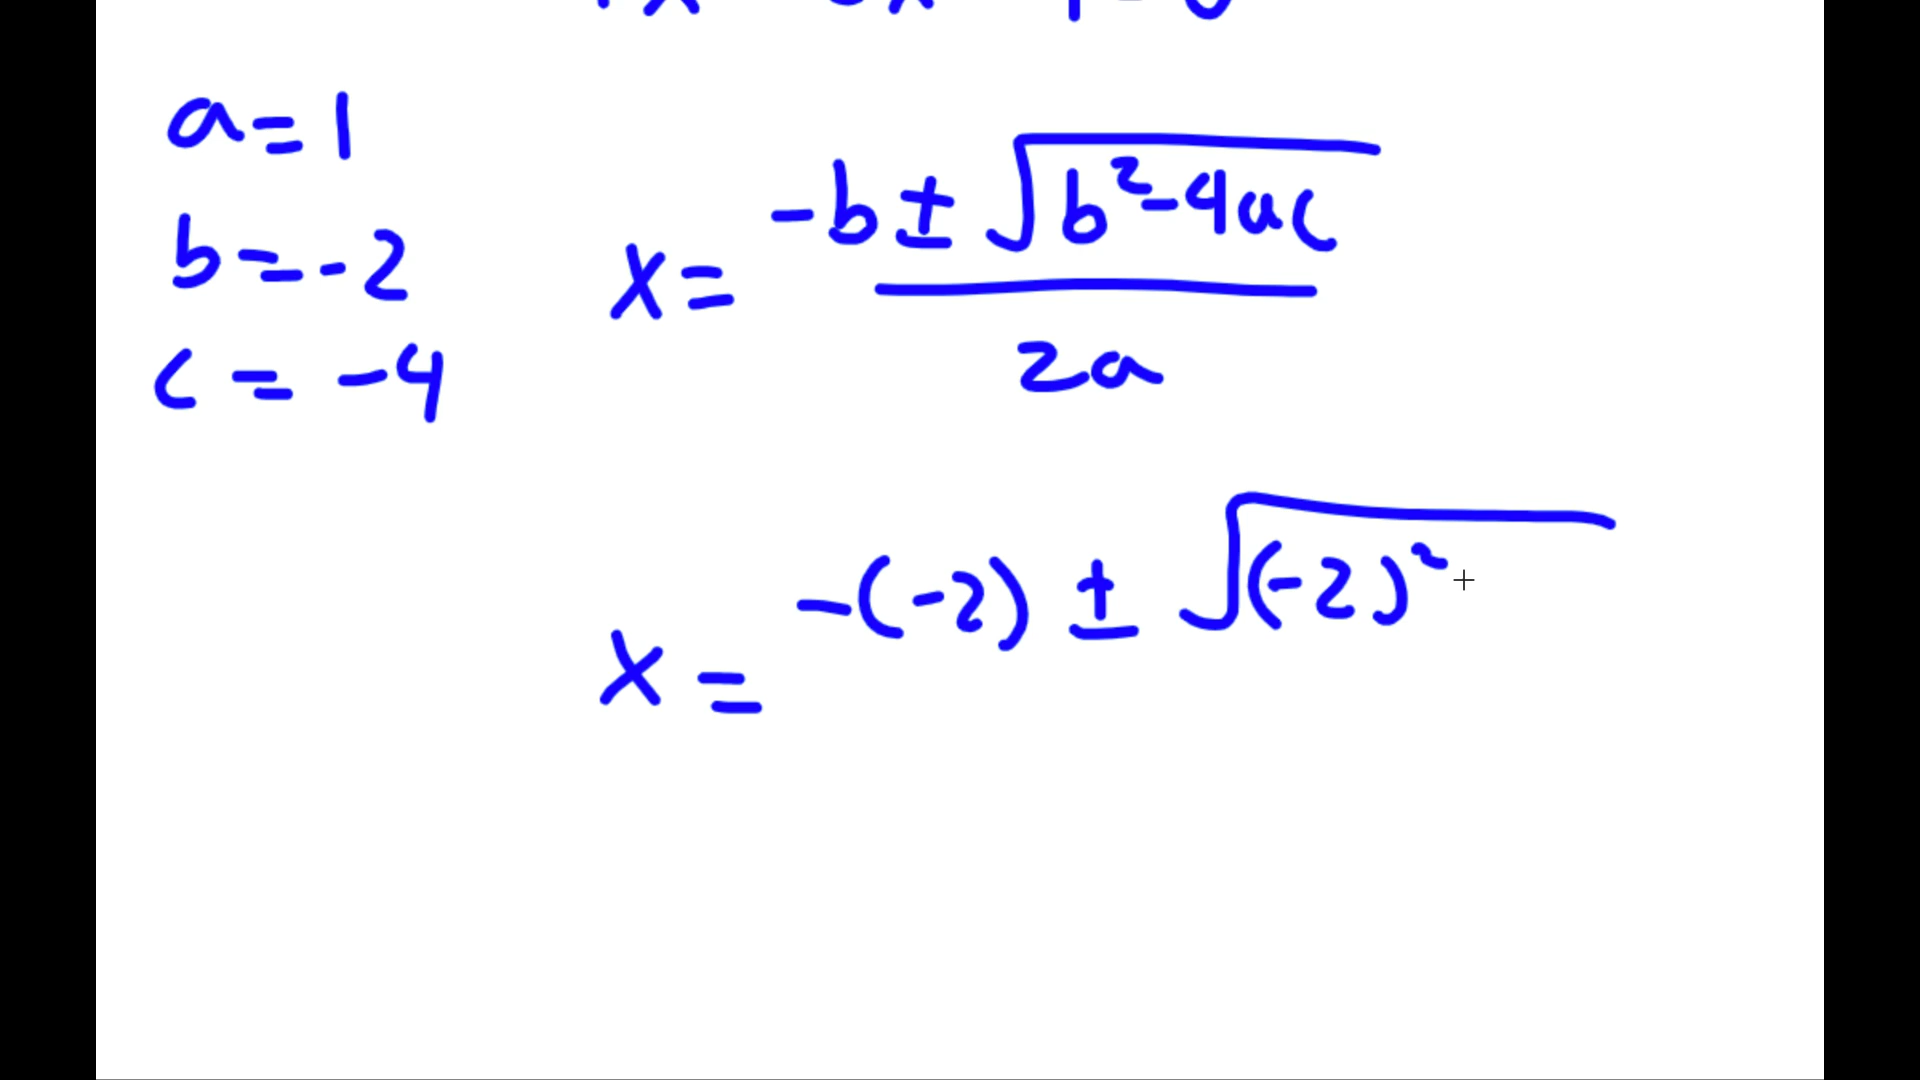 a = 1
b = -2
c = -4
x = -b ± √b²-4ac
2a
x = -(-2) ± √(-2)²